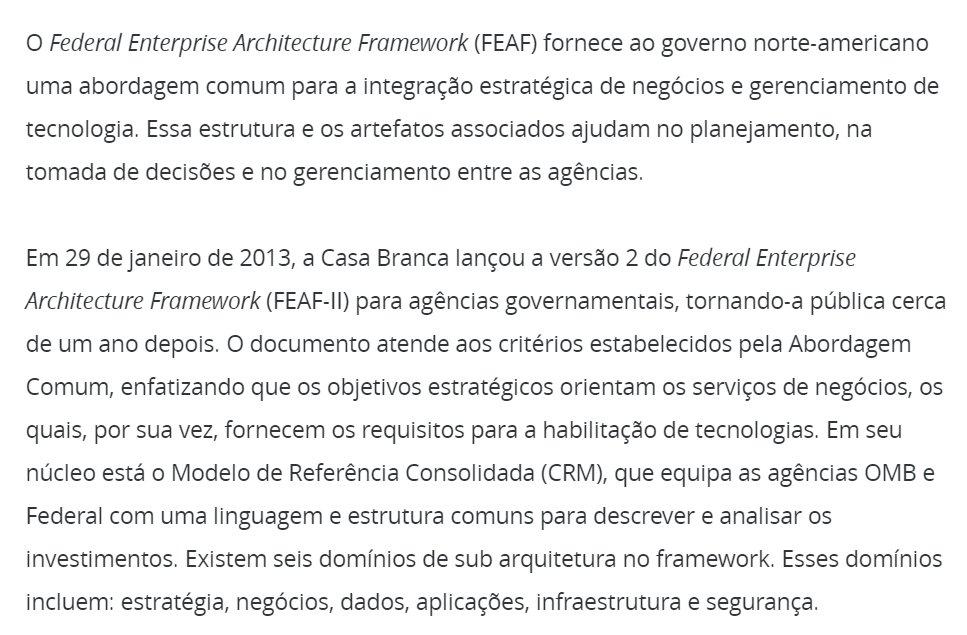 O Federal Enterprise Architecture Framework (FEAF) fornece ao governo norte-americano
uma abordagem comum para a integração estratégica de negócios e gerenciamento de
tecnologia. Essa estrutura e os artefatos associados ajudam no planejamento, na
tomada de decisões e no gerenciamento entre as agências.
Em 29 de janeiro de 2013, a Casa Branca lançou a versão 2 do Federal Enterprise
Architecture Framework (FEAF-II) para agências governamentais, tornando-a pública cerca
de um ano depois. O documento atende aos critérios estabelecidos pela Abordagem
Comum, enfatizando que os objetivos estratégicos orientam os serviços de negócios, os
quais, por sua vez, fornecem os requisitos para a habilitação de tecnologias. Em seu
núcleo está o Modelo de Referência Consolidada (CRM), que equipa as agências OMB e
Federal com uma linguagem e estrutura comuns para descrever e analisar os
investimentos. Existem seis domínios de sub arquitetura no framework. Esses domínios
incluem: estratégia, negócios, dados, aplicações, infraestrutura e segurança.